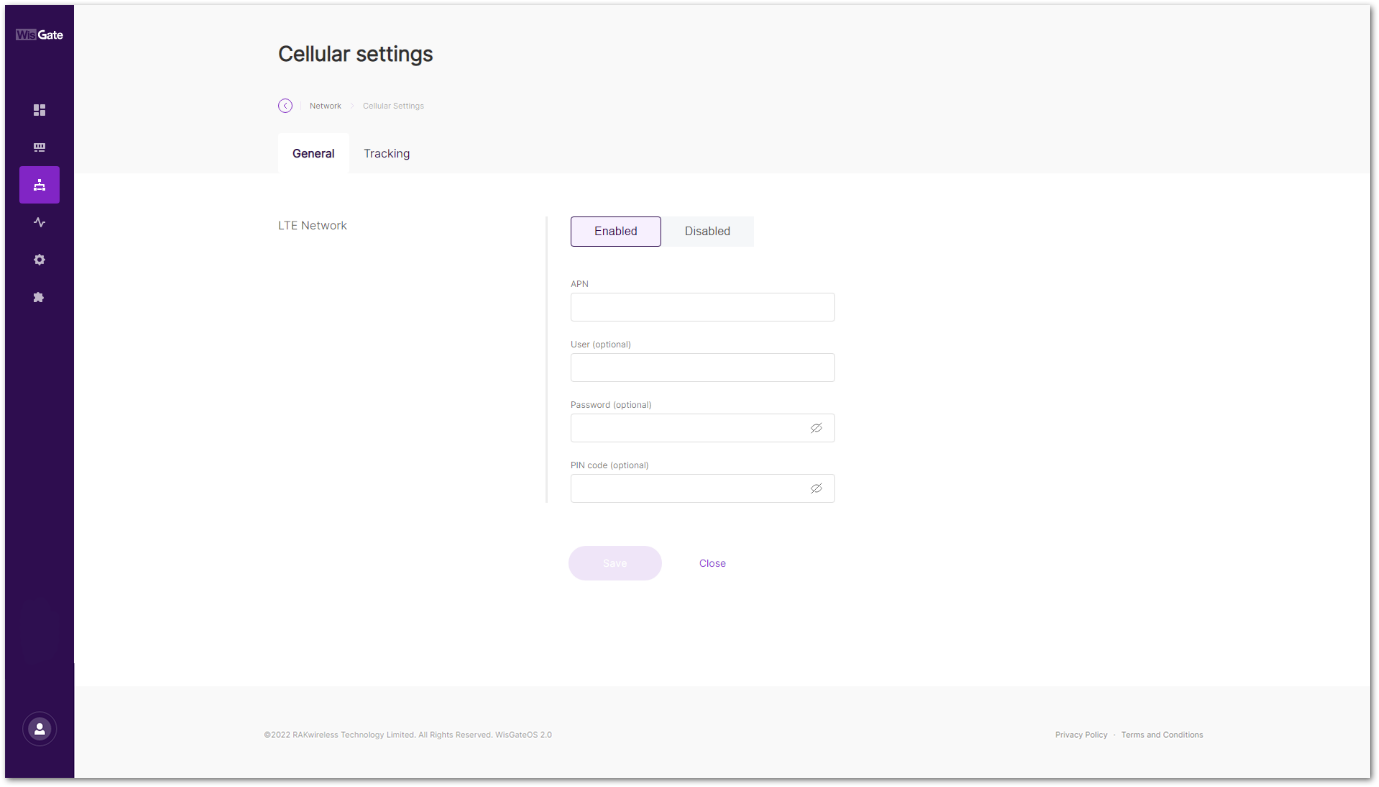 WisGate
Cellular settings
Network
Cellular Settings
General
Tracking
LTE Network
Enabled
Disabled
APN
User (optional)
Password (optional)
PIN code (optional)
Save
Close
©2022 RAKwireless Technology Limited. All Rights Reserved. WisGateOS 2.0
Privacy Policy · Terms and Conditions